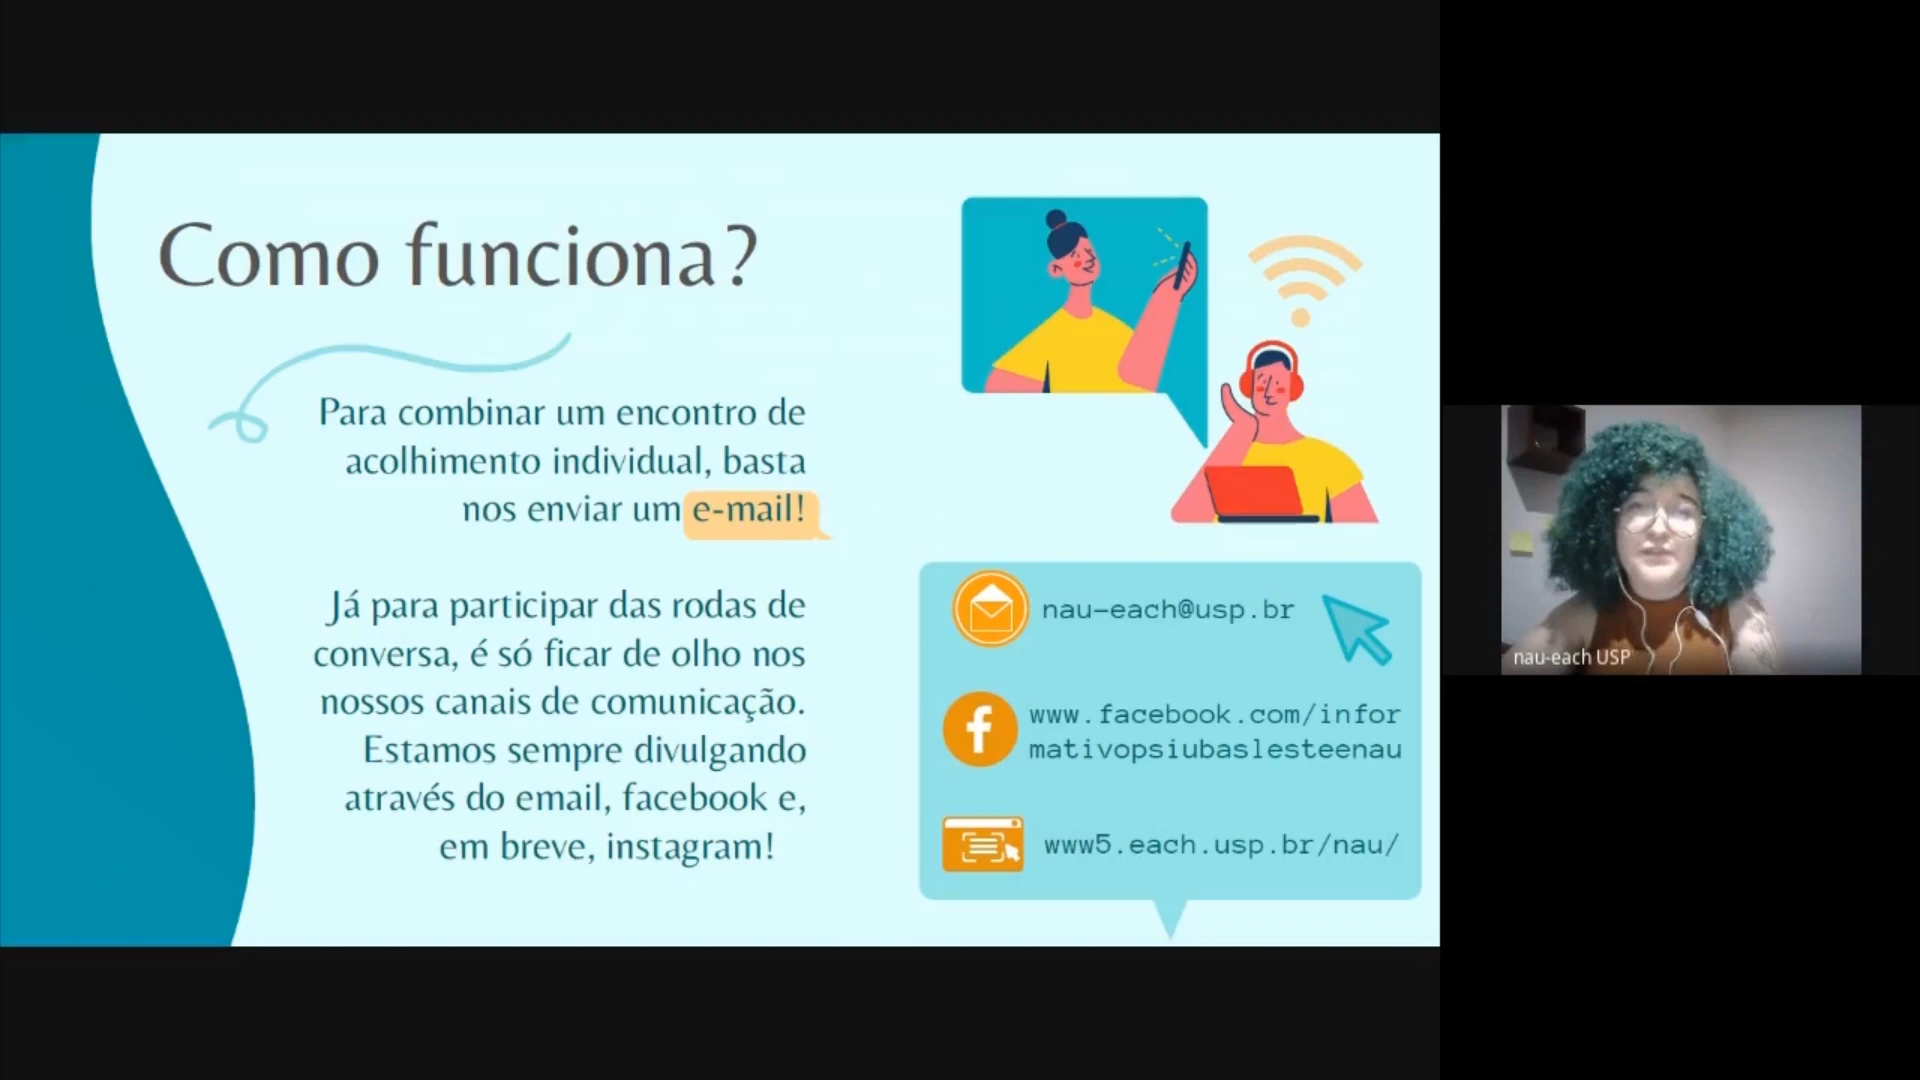 Como funciona?
Para combinar um encontro de
acolhimento individual, basta
nos enviar um e-mail!
Já para participar das rodas de
conversa, é só ficar de olho nos
nossos canais de comunicação.
Estamos sempre divulgando
através do email, facebook e,
em breve, instagram!
nau-each@usp.br
www.facebook.com/infor
mativopsiubaslesteenau
www5.each.usp.br/nau/
nau-each USP